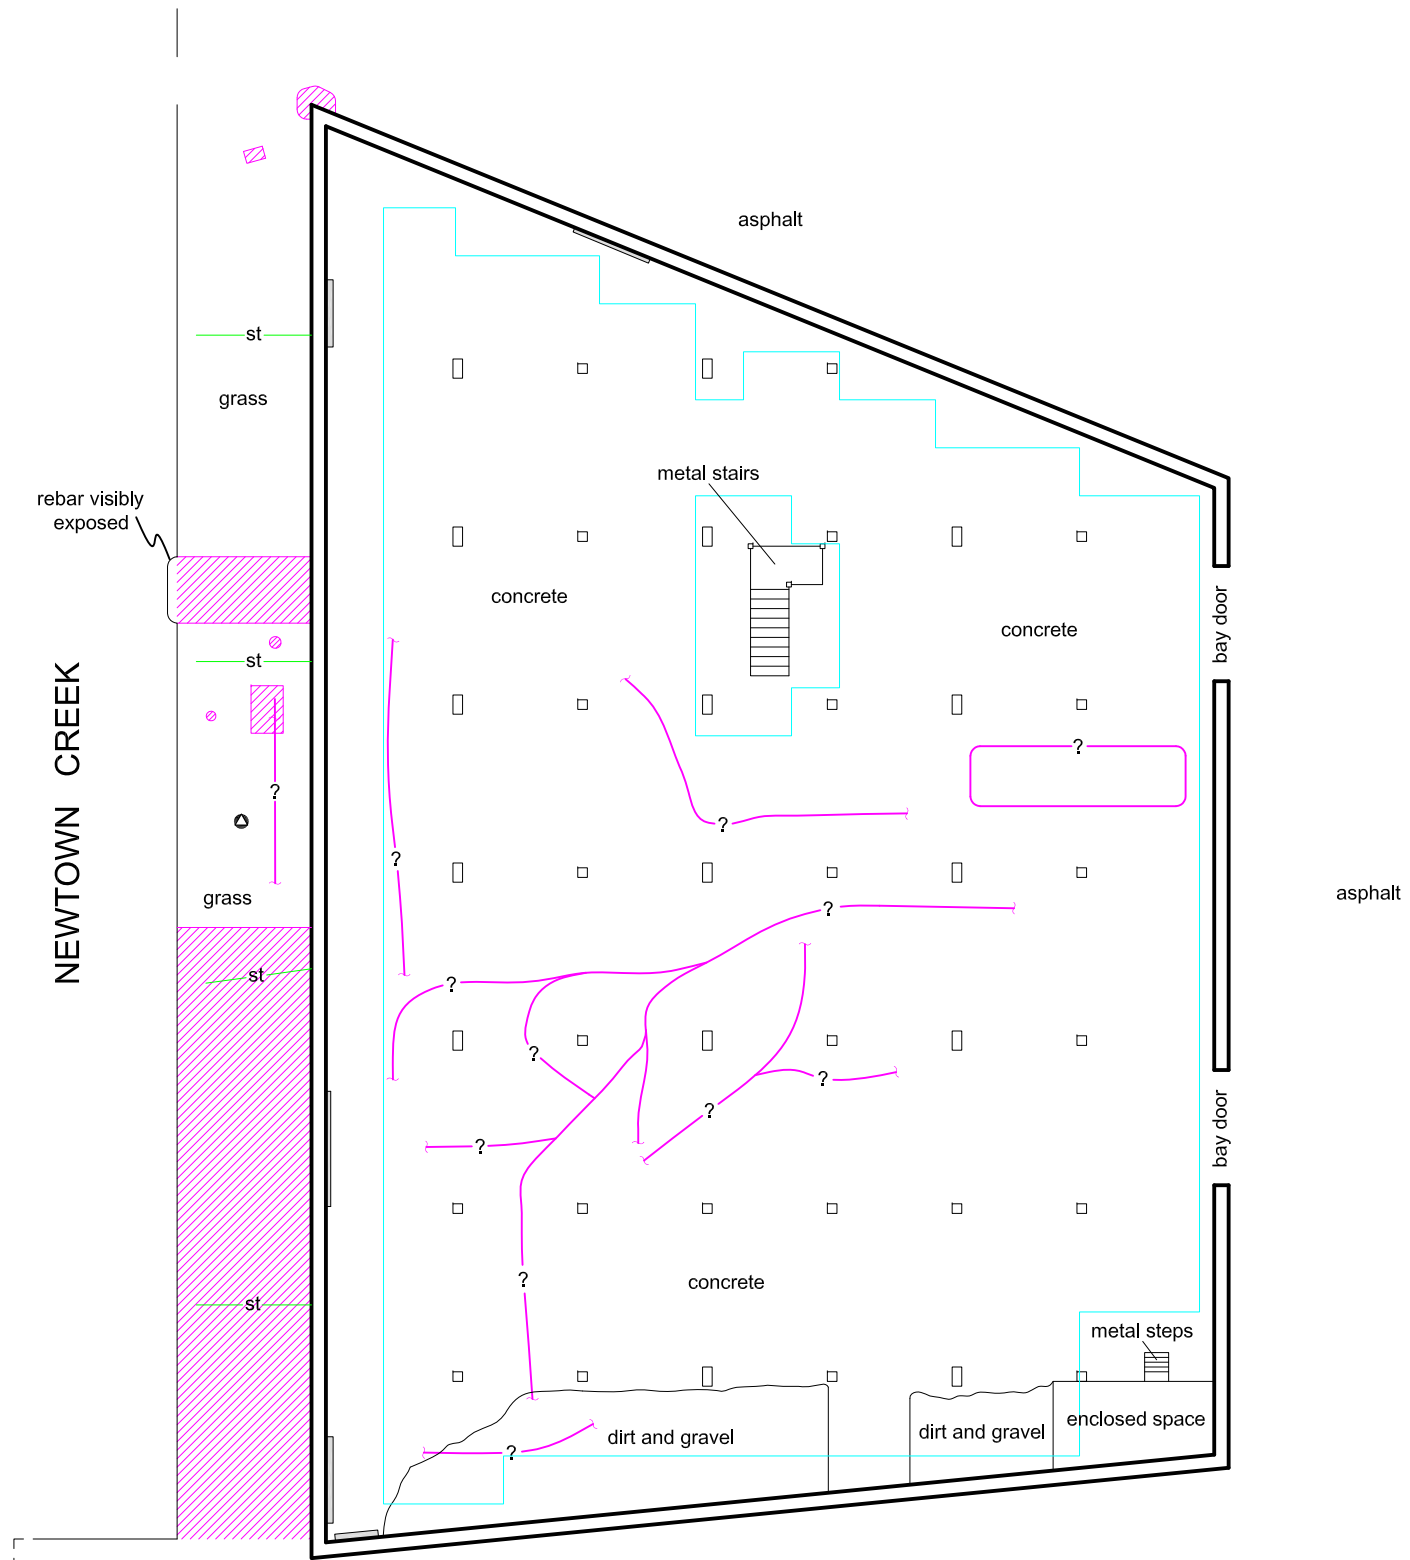 asphalt
st
grass
metal stairs
rebar visibly
exposed
concrete
concrete
bay door
st
NEWTOWN CREEK
?
?
?
?
grass
asphalt
?
st
?
?
?
?
?
bay door
?
?
concrete
st
metal steps
enclosed space
dirt and gravel
dirt and gravel
?